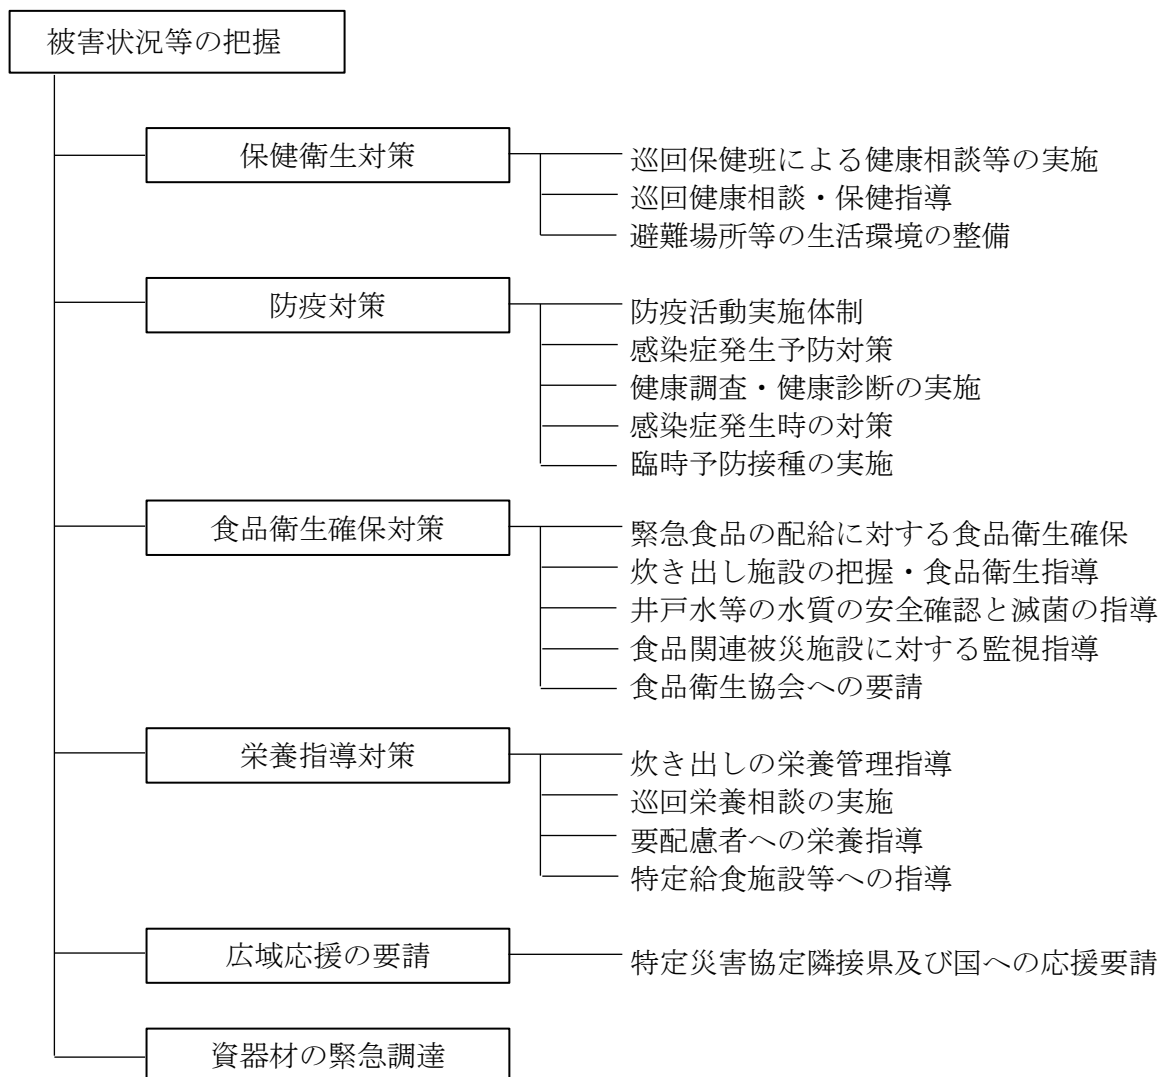 被害状況等の把握
保健衛生対策
巡回保健班による健康相談等の実施
巡回健康相談・保健指導
避難場所等の生活環境の整備
防疫対策
防疫活動実施体制
感染症発生予防対策
健康調査・健康診断の実施
感染症発生時の対策
臨時予防接種の実施
食品衛生確保対策
緊急食品の配給に対する食品衛生確保
炊き出し施設の把握・食品衛生指導
井戸水等の水質の安全確認と滅菌の指導
食品関連被災施設に対する監視指導
食品衛生協会への要請
栄養指導対策
炊き出しの栄養管理指導
巡回栄養相談の実施
要配慮者への栄養指導
特定給食施設等への指導
広域応援の要請
特定災害協定隣接県及び国への応援要請
資器材の緊急調達